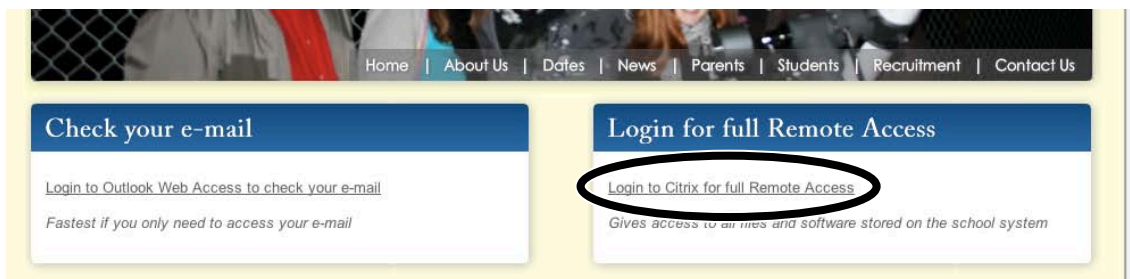 Home | About Us | Dates | News | Parents | Students | Recruitment | Contact Us
Check your e-mail
Login to Outlook Web Access to check your e-mail
Fastest if you only need to access your e-mail
Login for full Remote Access
Login to Citrix for full Remote Access
Gives access to all files and software stored on the school system